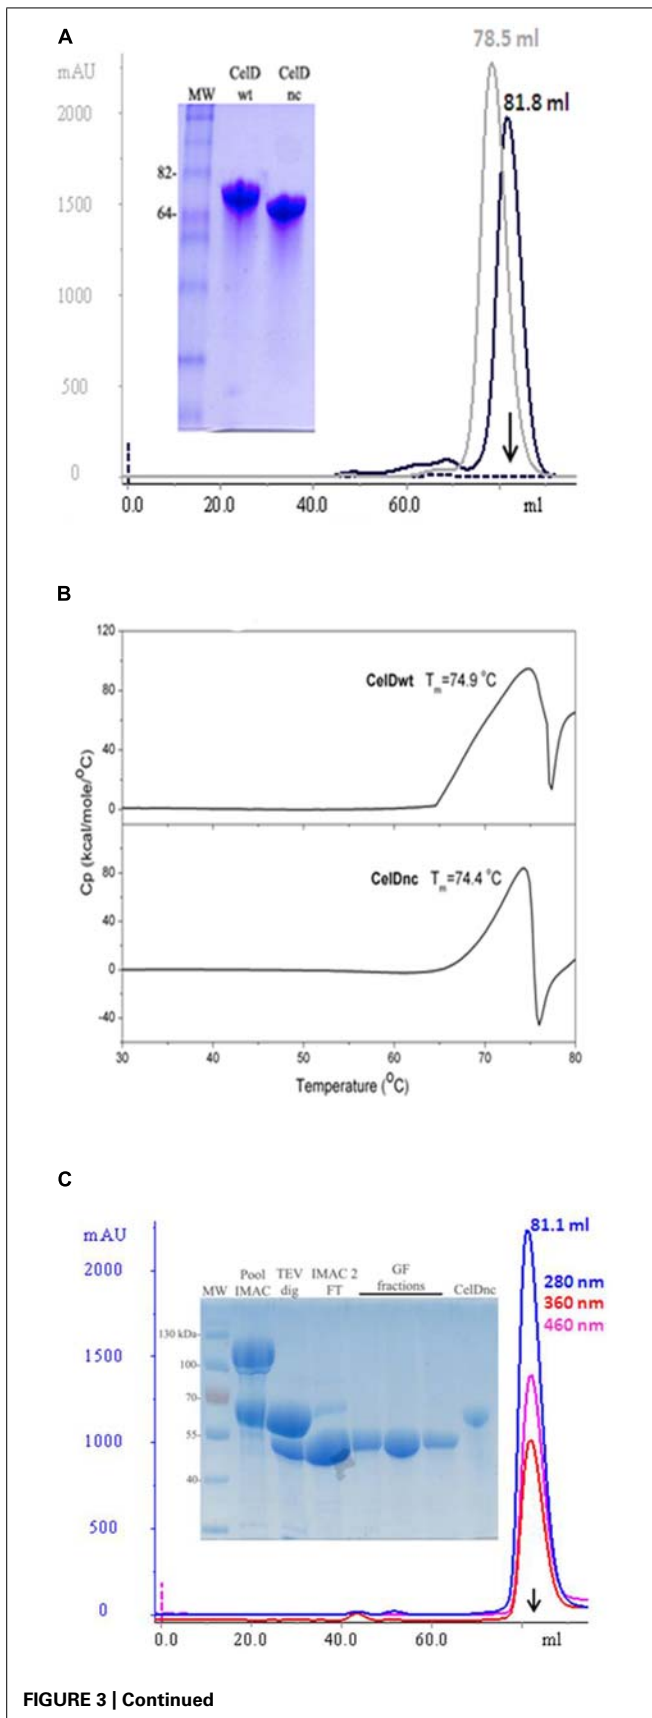 A
78.5 ml
mAU
CelD CelD
MW wt nc
81.8 ml
2000
82-
64-
1500
1000
500
0
0.0 20.0 40.0 60.0 ml
B
120
CelDwt Tm=74.9 °C
80
40
0
Cp (kcal/mole/°C)
CelDnc Tm=74.4 °C
80
40
0
-40
30 40 50 60 70 80
Temperature (°C)
C
81.1 ml
mAU
Pool TEV IMAC 2 GF
MW IMAC dig FT fractions CelDnc
2000
280 nm
360 nm
460 nm
130 kDa-
100-
70-
55-
40-
1500
1000
500
0
0.0 20.0 40.0 60.0 ml
FIGURE 3 | Continued